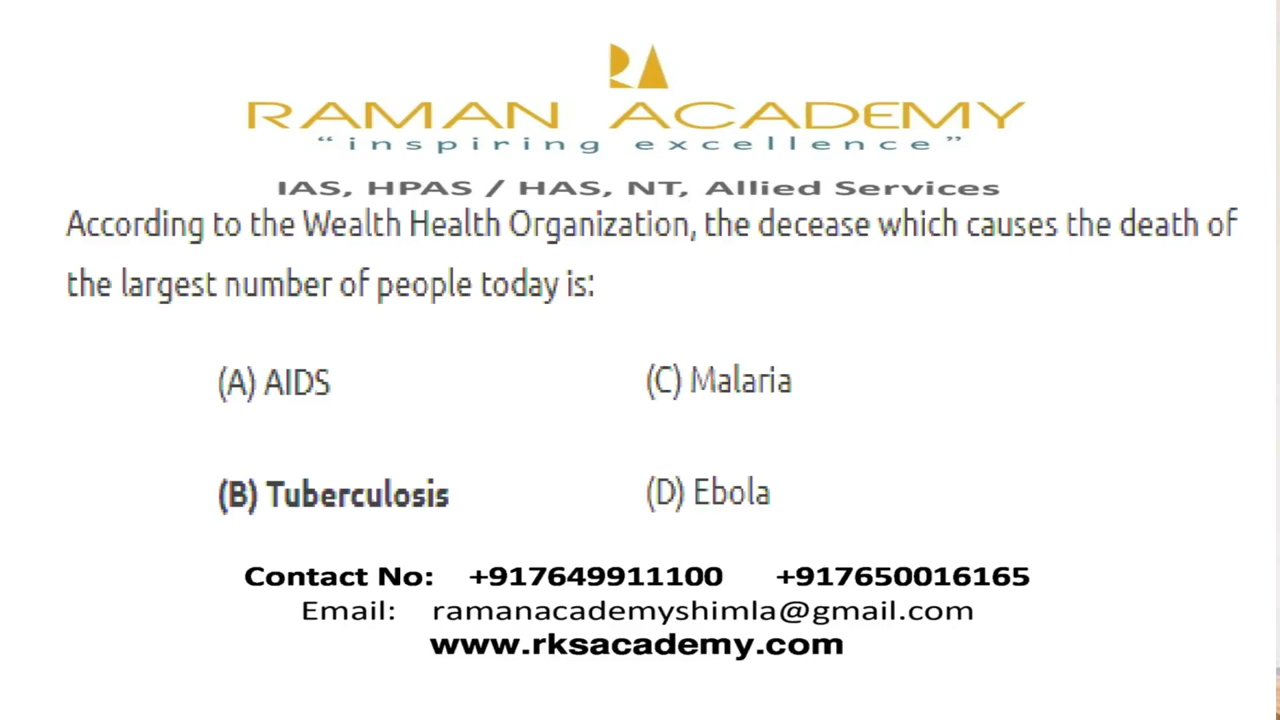 RA
RAMAN ACADEMY
“inspiring excellence”
IAS, HPAS / HAS, NT, Allied Services
According to the Wealth Health Organization, the decease which causes the death of
the largest number of people today is:
(A) AIDS
(C) Malaria
(B) Tuberculosis
(D) Ebola
Contact No: +917649911100 +917650016165
Email: ramanacademyshimla@gmail.com
www.rksacademy.com